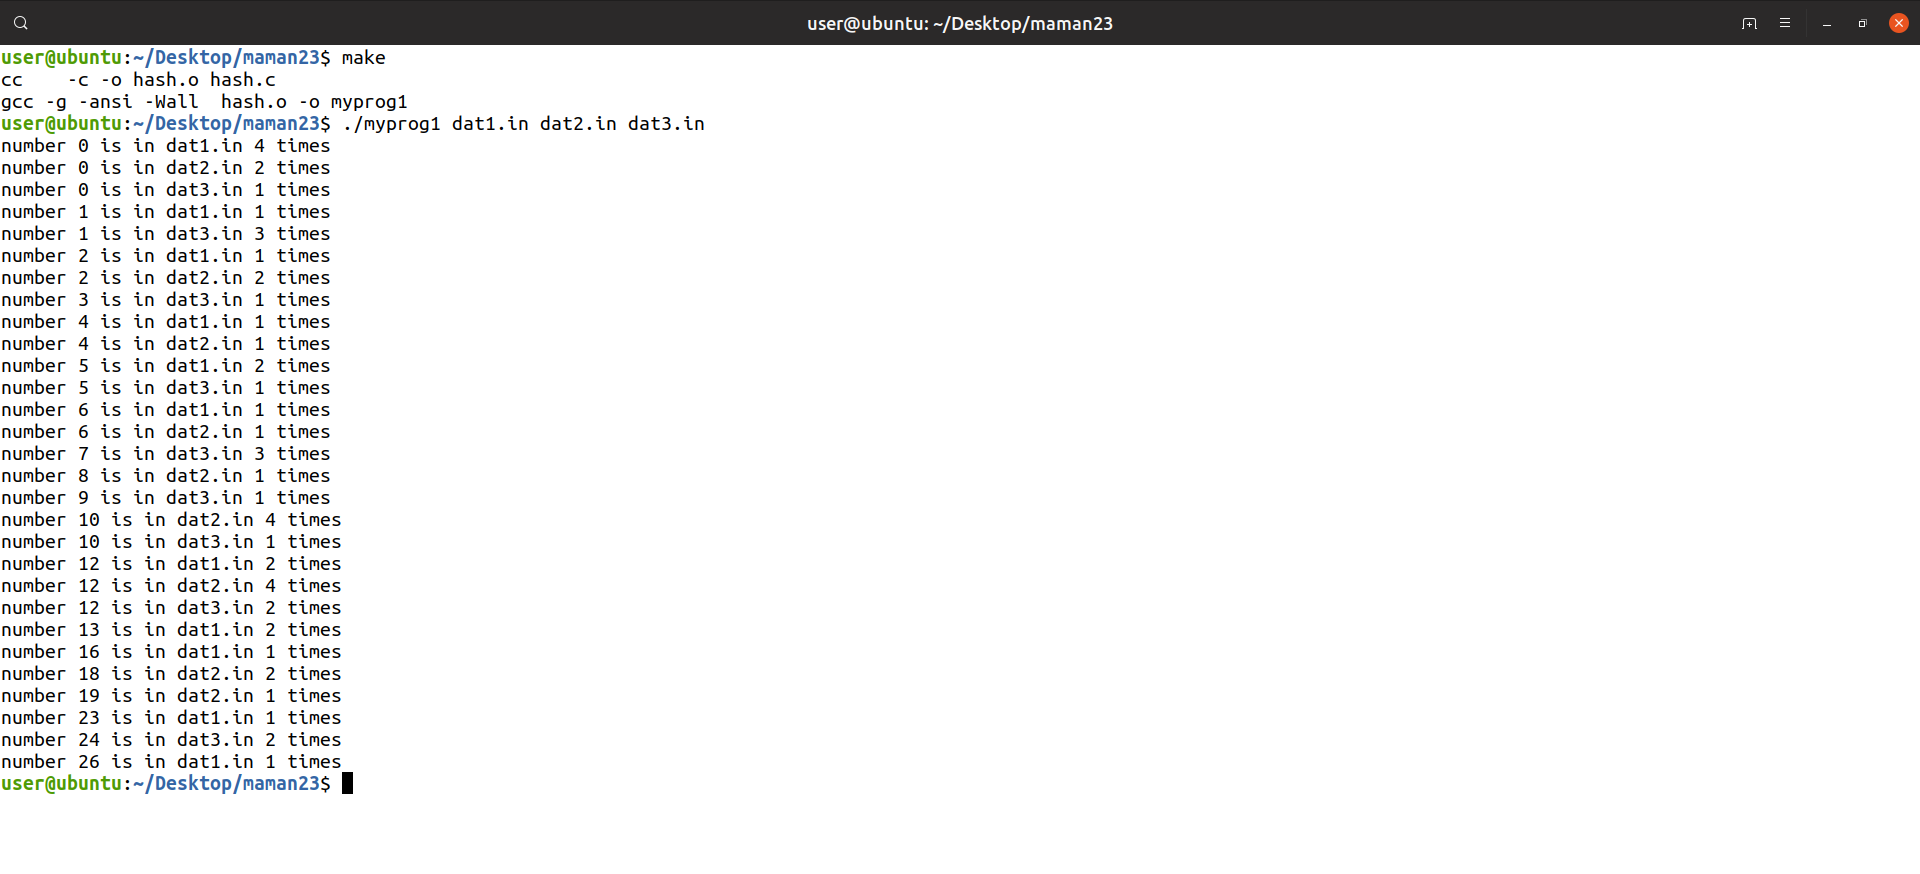 user@ubuntu: ~/Desktop/maman23
user@ubuntu:~/Desktop/maman23$ make
cc    -c -o hash.o hash.c
gcc -g -ansi -Wall  hash.o -o myprog1
user@ubuntu:~/Desktop/maman23$ ./myprog1 dat1.in dat2.in dat3.in
number 0 is in dat1.in 4 times
number 0 is in dat2.in 2 times
number 0 is in dat3.in 1 times
number 1 is in dat1.in 1 times
number 1 is in dat3.in 3 times
number 2 is in dat1.in 1 times
number 2 is in dat2.in 2 times
number 3 is in dat3.in 1 times
number 4 is in dat1.in 1 times
number 4 is in dat2.in 1 times
number 5 is in dat1.in 2 times
number 5 is in dat3.in 1 times
number 6 is in dat1.in 1 times
number 6 is in dat2.in 1 times
number 7 is in dat3.in 3 times
number 8 is in dat2.in 1 times
number 9 is in dat3.in 1 times
number 10 is in dat2.in 4 times
number 10 is in dat3.in 1 times
number 12 is in dat1.in 2 times
number 12 is in dat2.in 4 times
number 12 is in dat3.in 2 times
number 13 is in dat1.in 2 times
number 16 is in dat1.in 1 times
number 18 is in dat2.in 2 times
number 19 is in dat2.in 1 times
number 23 is in dat1.in 1 times
number 24 is in dat3.in 2 times
number 26 is in dat1.in 1 times
user@ubuntu:~/Desktop/maman23$